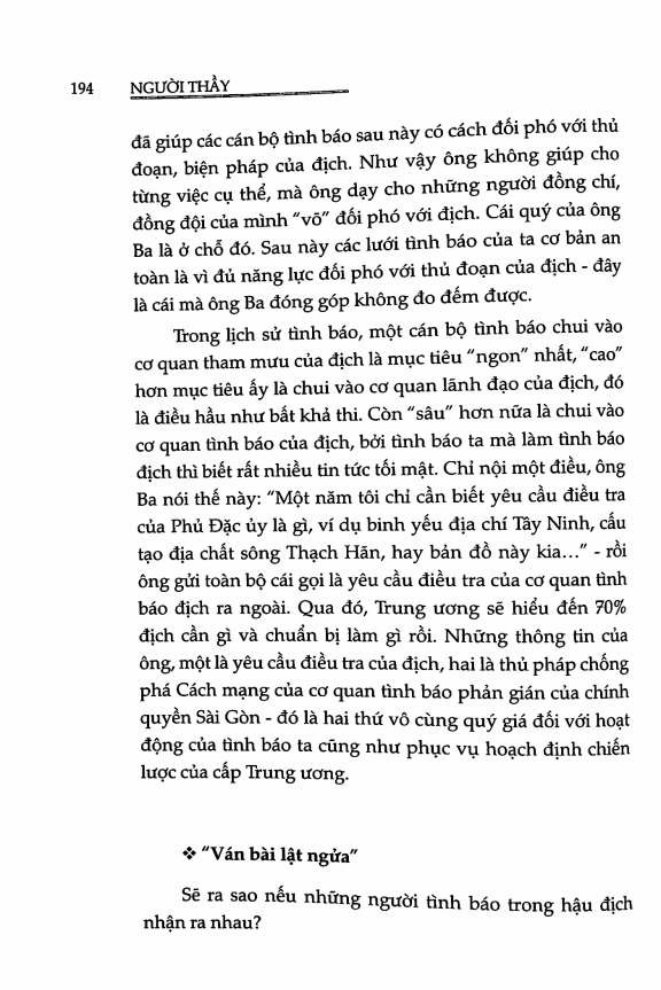 194 NGƯỜI THẦY
đã giúp các cán bộ tình báo sau này có cách đối phó với thủ
đoạn, biện pháp của địch. Như vậy ông không giúp cho
từng việc cụ thể, mà ông dạy cho những người đồng chí,
đồng đội của mình “võ” đối phó với địch. Cái quý của ông
Ba là ở chỗ đó. Sau này các lưới tình báo của ta cơ bản an
toàn là vì đủ năng lực đối phó với thủ đoạn của địch - đây
là cái mà ông Ba đóng góp không đo đếm được.
Trong lịch sử tình báo, một cán bộ tình báo chui vào
cơ quan tham mưu của địch là mục tiêu “ngon” nhất, “cao”
hơn mục tiêu ấy là chui vào cơ quan lãnh đạo của địch, đó
là điều hầu như bất khả thi. Còn “sâu” hơn nữa là chui vào
cơ quan tình báo của địch, bởi tình báo ta mà làm tình báo
địch thì biết rất nhiều tin tức tối mật. Chỉ nội một điều, ông
Ba nói thế này: “Một năm tôi chỉ cần biết yêu cầu điều tra
của Phủ Đặc ủy là gì, ví dụ binh yếu địa chí Tây Ninh, cấu
tạo địa chất sông Thạch Hãn, hay bản đồ này kia...” - rồi
ông gửi toàn bộ cái gọi là yêu cầu điều tra của cơ quan tình
báo địch ra ngoài. Qua đó, Trung ương sẽ hiểu đến 70%
địch cần gì và chuẩn bị làm gì rồi. Những thông tin của
ông, một là yêu cầu điều tra của địch, hai là thủ pháp chống
phá Cách mạng của cơ quan tình báo phản gián của chính
quyền Sài Gòn - đó là hai thứ vô cùng quý giá đối với hoạt
động của tình báo ta cũng như phục vụ hoạch định chiến
lược của cấp Trung ương.
❖ “Ván bài lật ngửa”
Sẽ ra sao nếu những người tình báo trong hậu địch
nhận ra nhau?